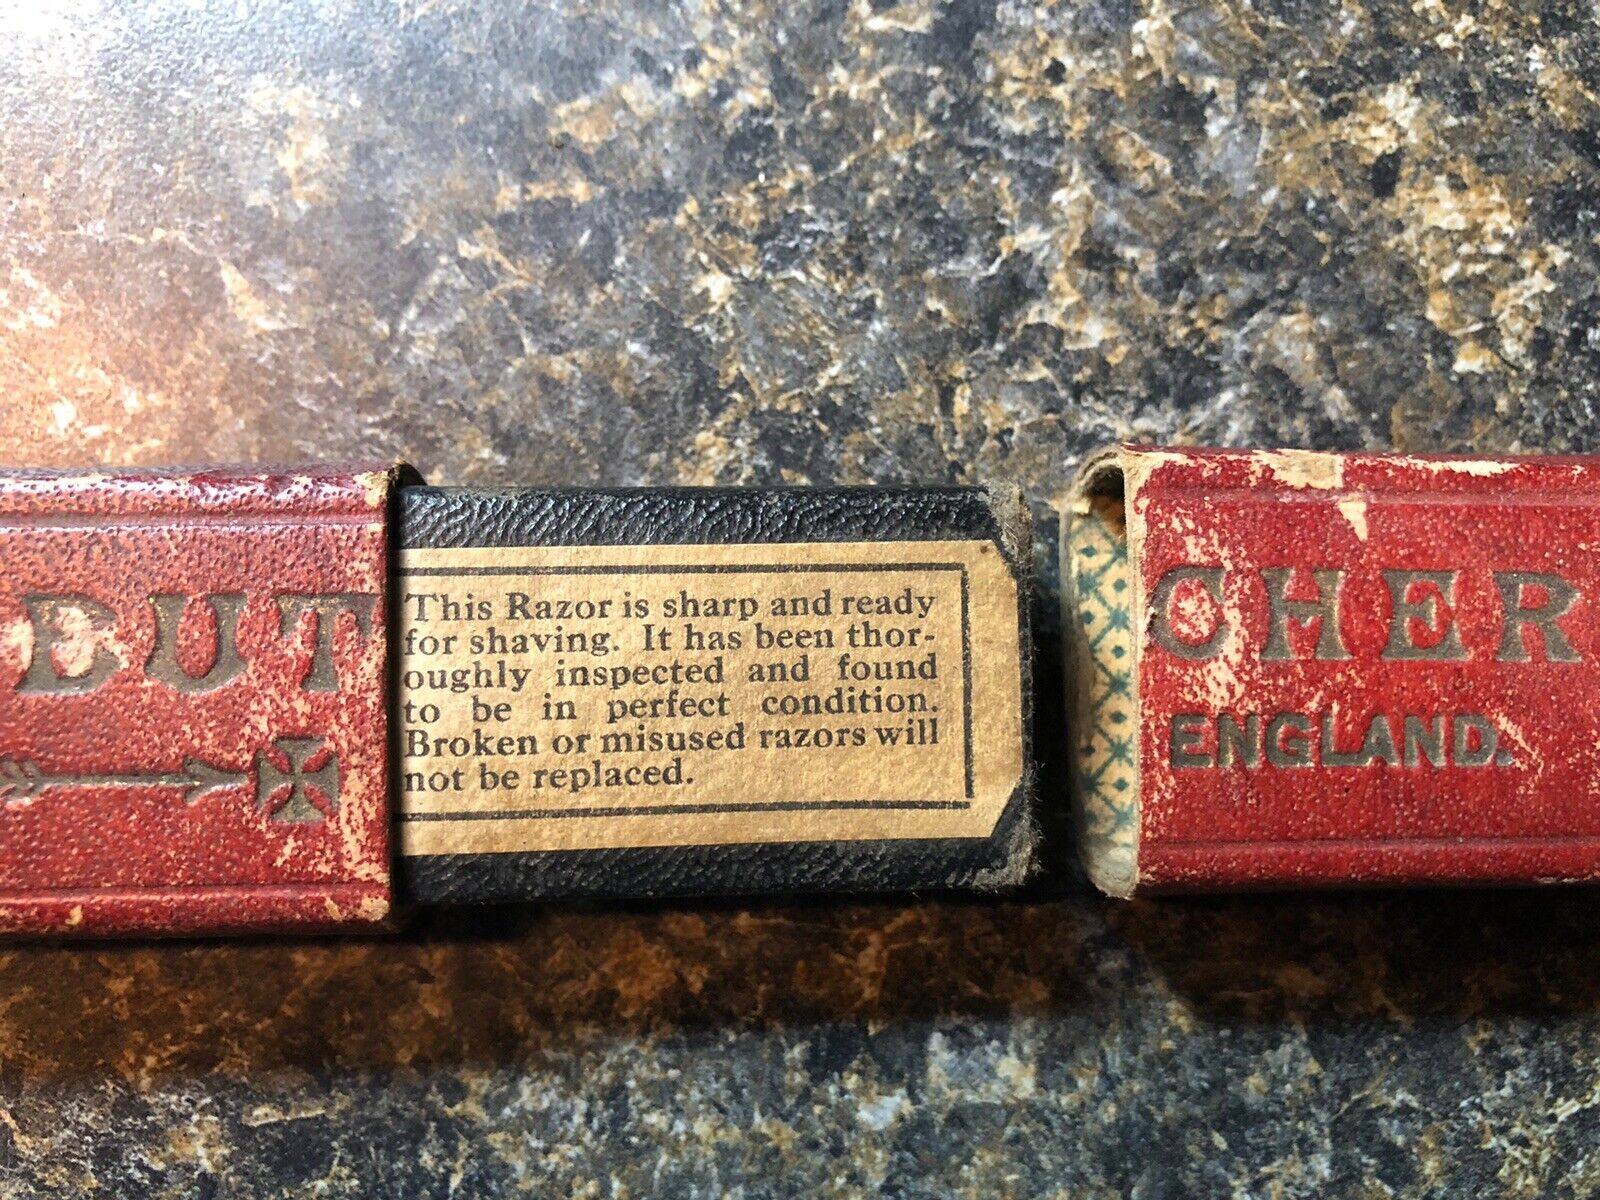 BUT
This Razor is sharp and ready
for shaving. It has been thor-
oughly inspected and found
to be in perfect condition.
Broken or misused razors will
not be replaced.
CHER
ENGLAND.